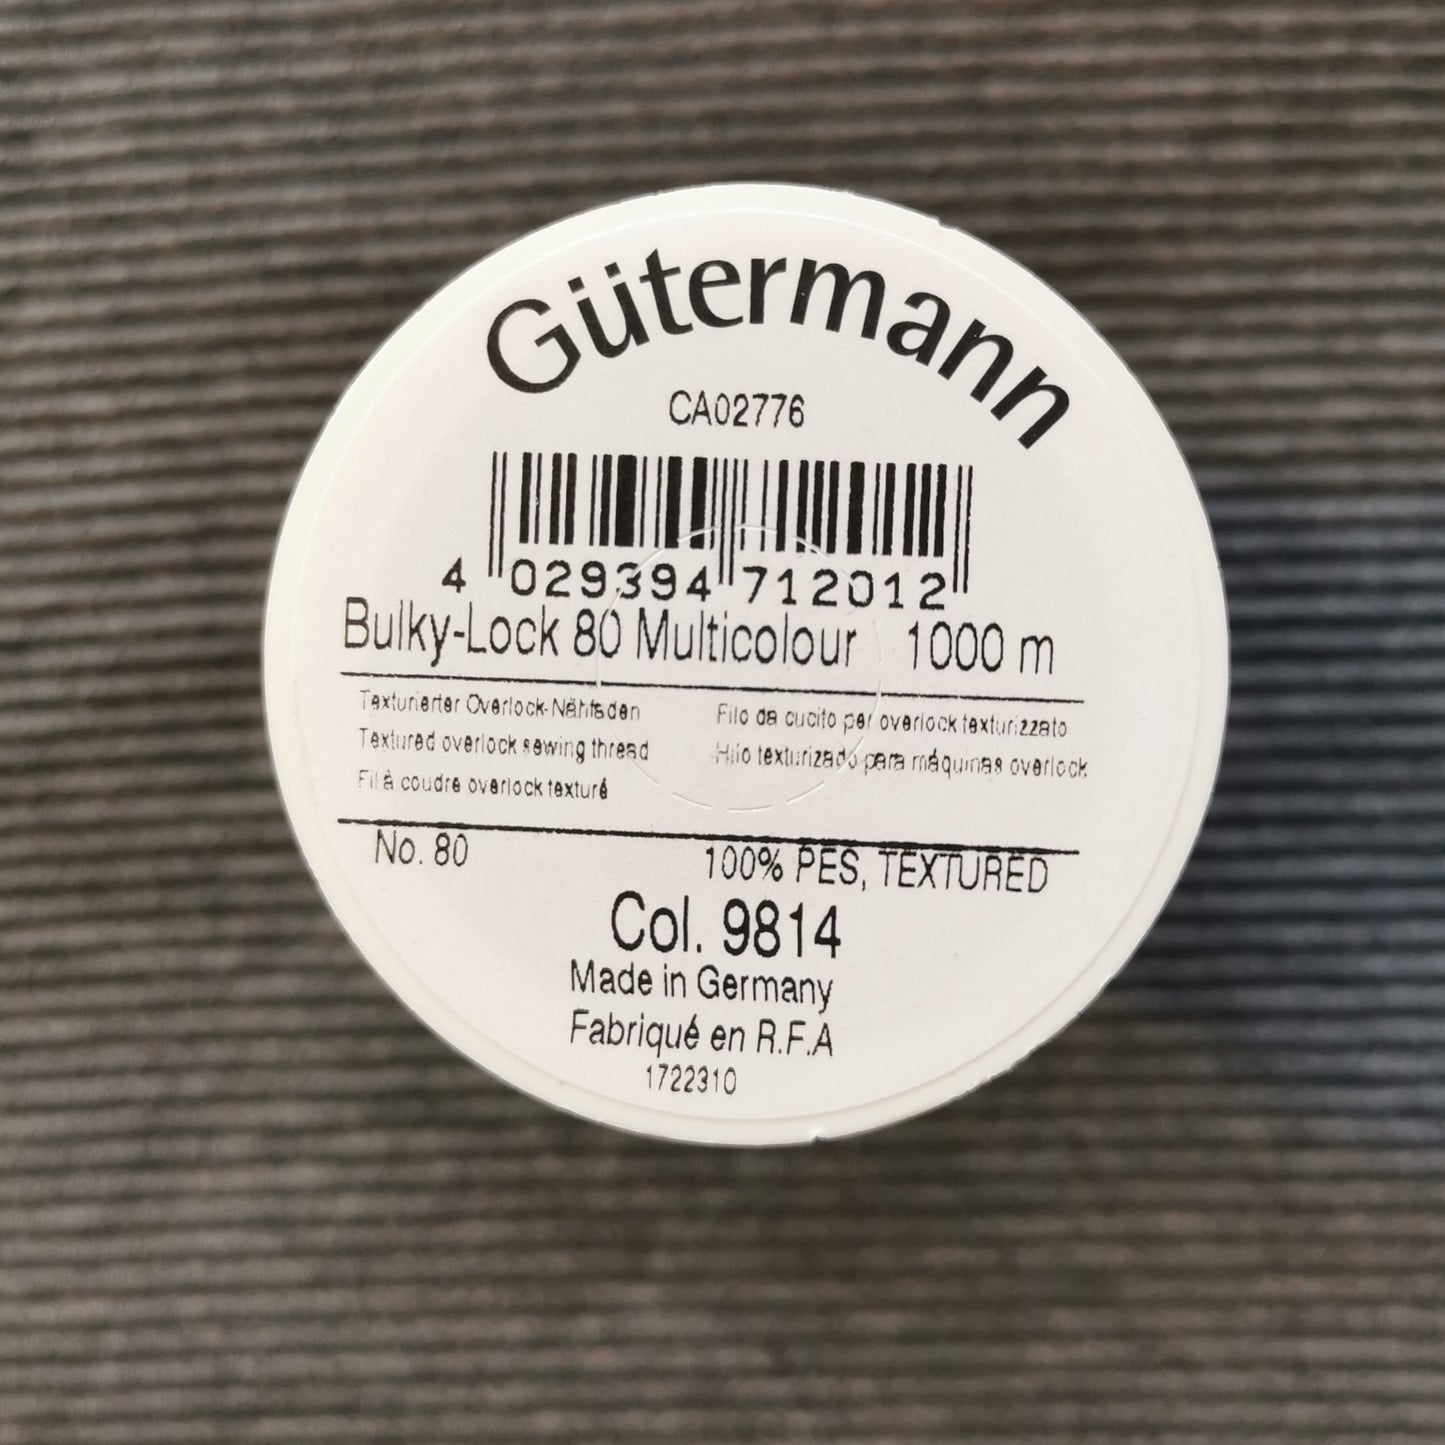 Gütermann
CA02776
4 029394 712012
Bulky-Lock 80 Multicolour 1000 m
Texturierter Overlock-Nähfaden
Textured overlock sewing thread
Fil à coudre overlock texturé
Filo da cucito per overlock texturizzato
Hilo texturizado para máquinas overlock
No. 80 100% PES, TEXTURED
Col. 9814
Made in Germany
Fabriqué en R.F.A
1722310